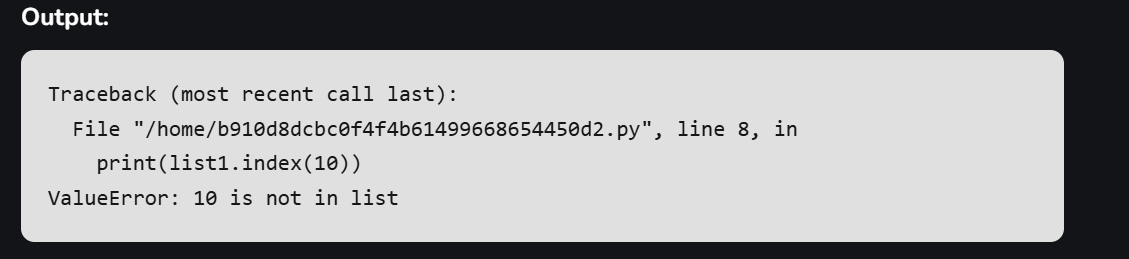 Output:
Traceback (most recent call last):
  File "/home/b910d8dcbc0f4f4b61499668654450d2.py", line 8, in
    print(list1.index(10))
ValueError: 10 is not in list